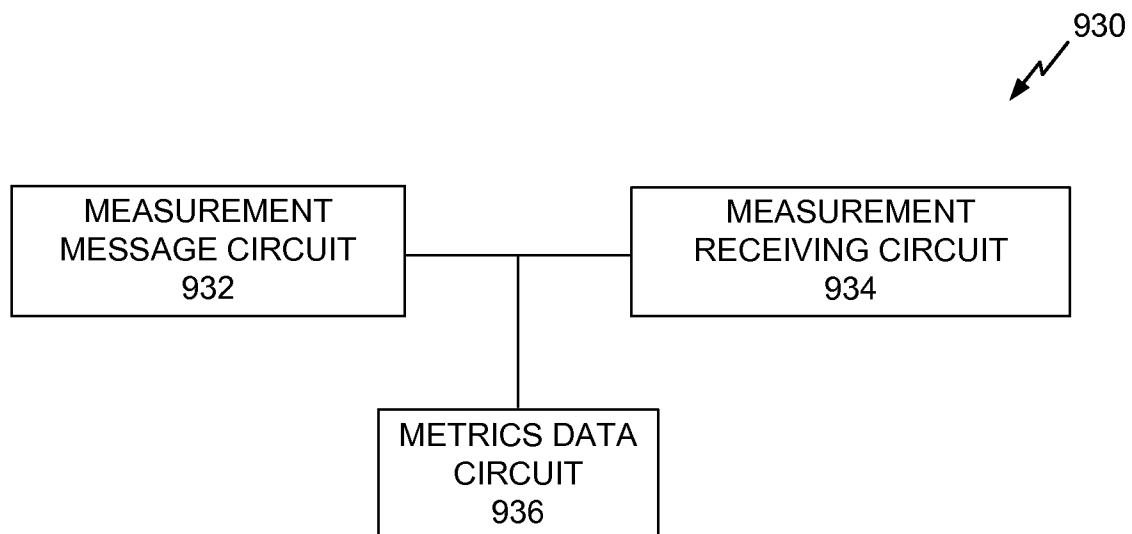 930
MEASUREMENT
MESSAGE CIRCUIT
932
MEASUREMENT
RECEIVING CIRCUIT
934
METRICS DATA
CIRCUIT
936